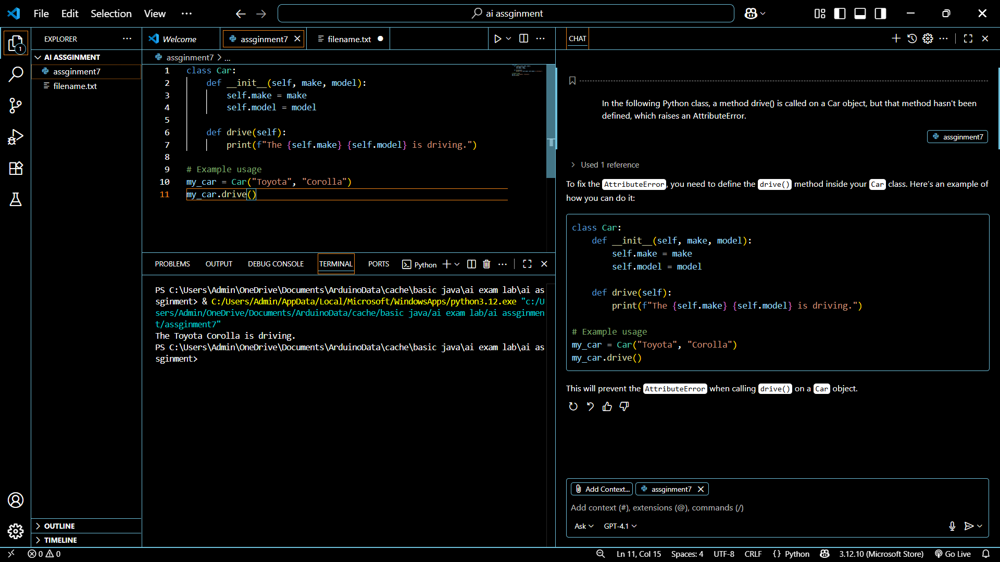 File Edit Selection View ...
ai assginment
EXPLORER ...
1
AI ASSGINMENT
assginment7
filename.txt
OUTLINE
TIMELINE
Welcome assginment7 filename.txt
assginment7 > ...
1 class Car:
2 def __init__(self, make, model):
3 self.make = make
4 self.model = model
5
6 def drive(self):
7 print(f"The {self.make} {self.model} is driving.")
8
9 # Example usage
10 my_car = Car("Toyota", "Corolla")
11 my_car.drive()
PROBLEMS OUTPUT DEBUG CONSOLE TERMINAL PORTS Python
PS C:\Users\Admin\OneDrive\Documents\ArduinoData\cache\basic java\ai exam lab\ai as
sginment> & C:/Users/Admin/AppData/Local/Microsoft/WindowsApps/python3.12.exe "c:/U
sers/Admin/OneDrive/Documents/ArduinoData/cache/basic java/ai exam lab/ai assginmen
t/assginment7"
The Toyota Corolla is driving.
PS C:\Users\Admin\OneDrive\Documents\ArduinoData\cache\basic java\ai exam lab\ai as
sginment>
CHAT
In the following Python class, a method drive() is called on a Car object, but that method hasn't been
defined, which raises an AttributeError.
assginment7
Used 1 reference
To fix the AttributeError, you need to define the drive() method inside your Car class. Here's an example of
how you can do it:
class Car:
def __init__(self, make, model):
self.make = make
self.model = model
def drive(self):
print(f"The {self.make} {self.model} is driving.")
# Example usage
my_car = Car("Toyota", "Corolla")
my_car.drive()
This will prevent the AttributeError when calling drive() on a Car object.
Add Context... assginment7
Add context (#), extensions (@), commands (/)
Ask GPT-4.1
0 0 Ln 11, Col 15 Spaces: 4 UTF-8 CRLF {} Python 3.12.10 (Microsoft Store) Go Live